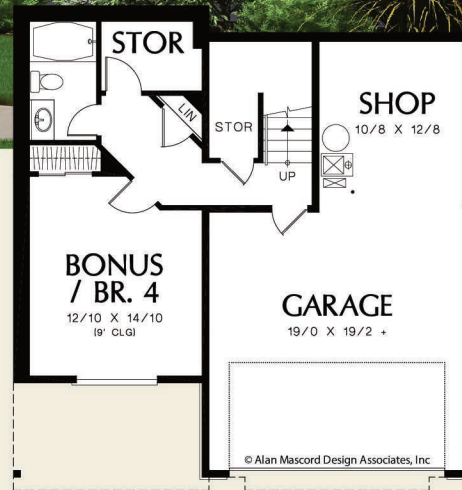 STOR
LIN
STOR
UP
SHOP
10/8 X 12/8
BONUS
/ BR. 4
12/10 X 14/10
(9' CLG)
GARAGE
19/0 X 19/2 +
© Alan Mascord Design Associates, Inc